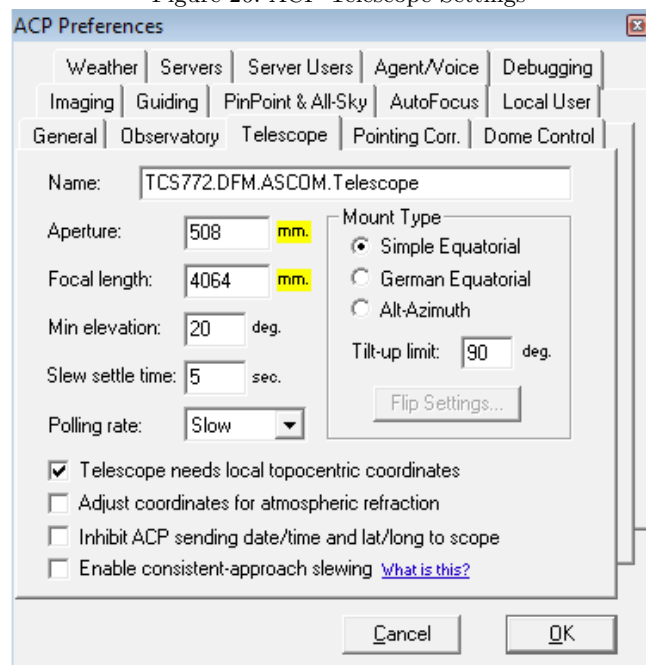 Figure 26: ACP Telescope Settings
ACP Preferences
Weather Servers Server Users Agent/Voice Debugging
Imaging Guiding PinPoint & All-Sky AutoFocus Local User
General Observatory Telescope Pointing Corr. Dome Control
Name: TCS772.DFM.ASCOM.Telescope
Aperture: 508 mm.
Focal length: 4064 mm.
Min elevation: 20 deg.
Slew settle time: 5 sec.
Polling rate: Slow
Mount Type
Simple Equatorial
German Equatorial
Alt-Azimuth
Tilt-up limit: 90 deg.
Flip Settings...
Telescope needs local topocentric coordinates
Adjust coordinates for atmospheric refraction
Inhibit ACP sending date/time and lat/long to scope
Enable consistent-approach slewing What is this?
Cancel OK